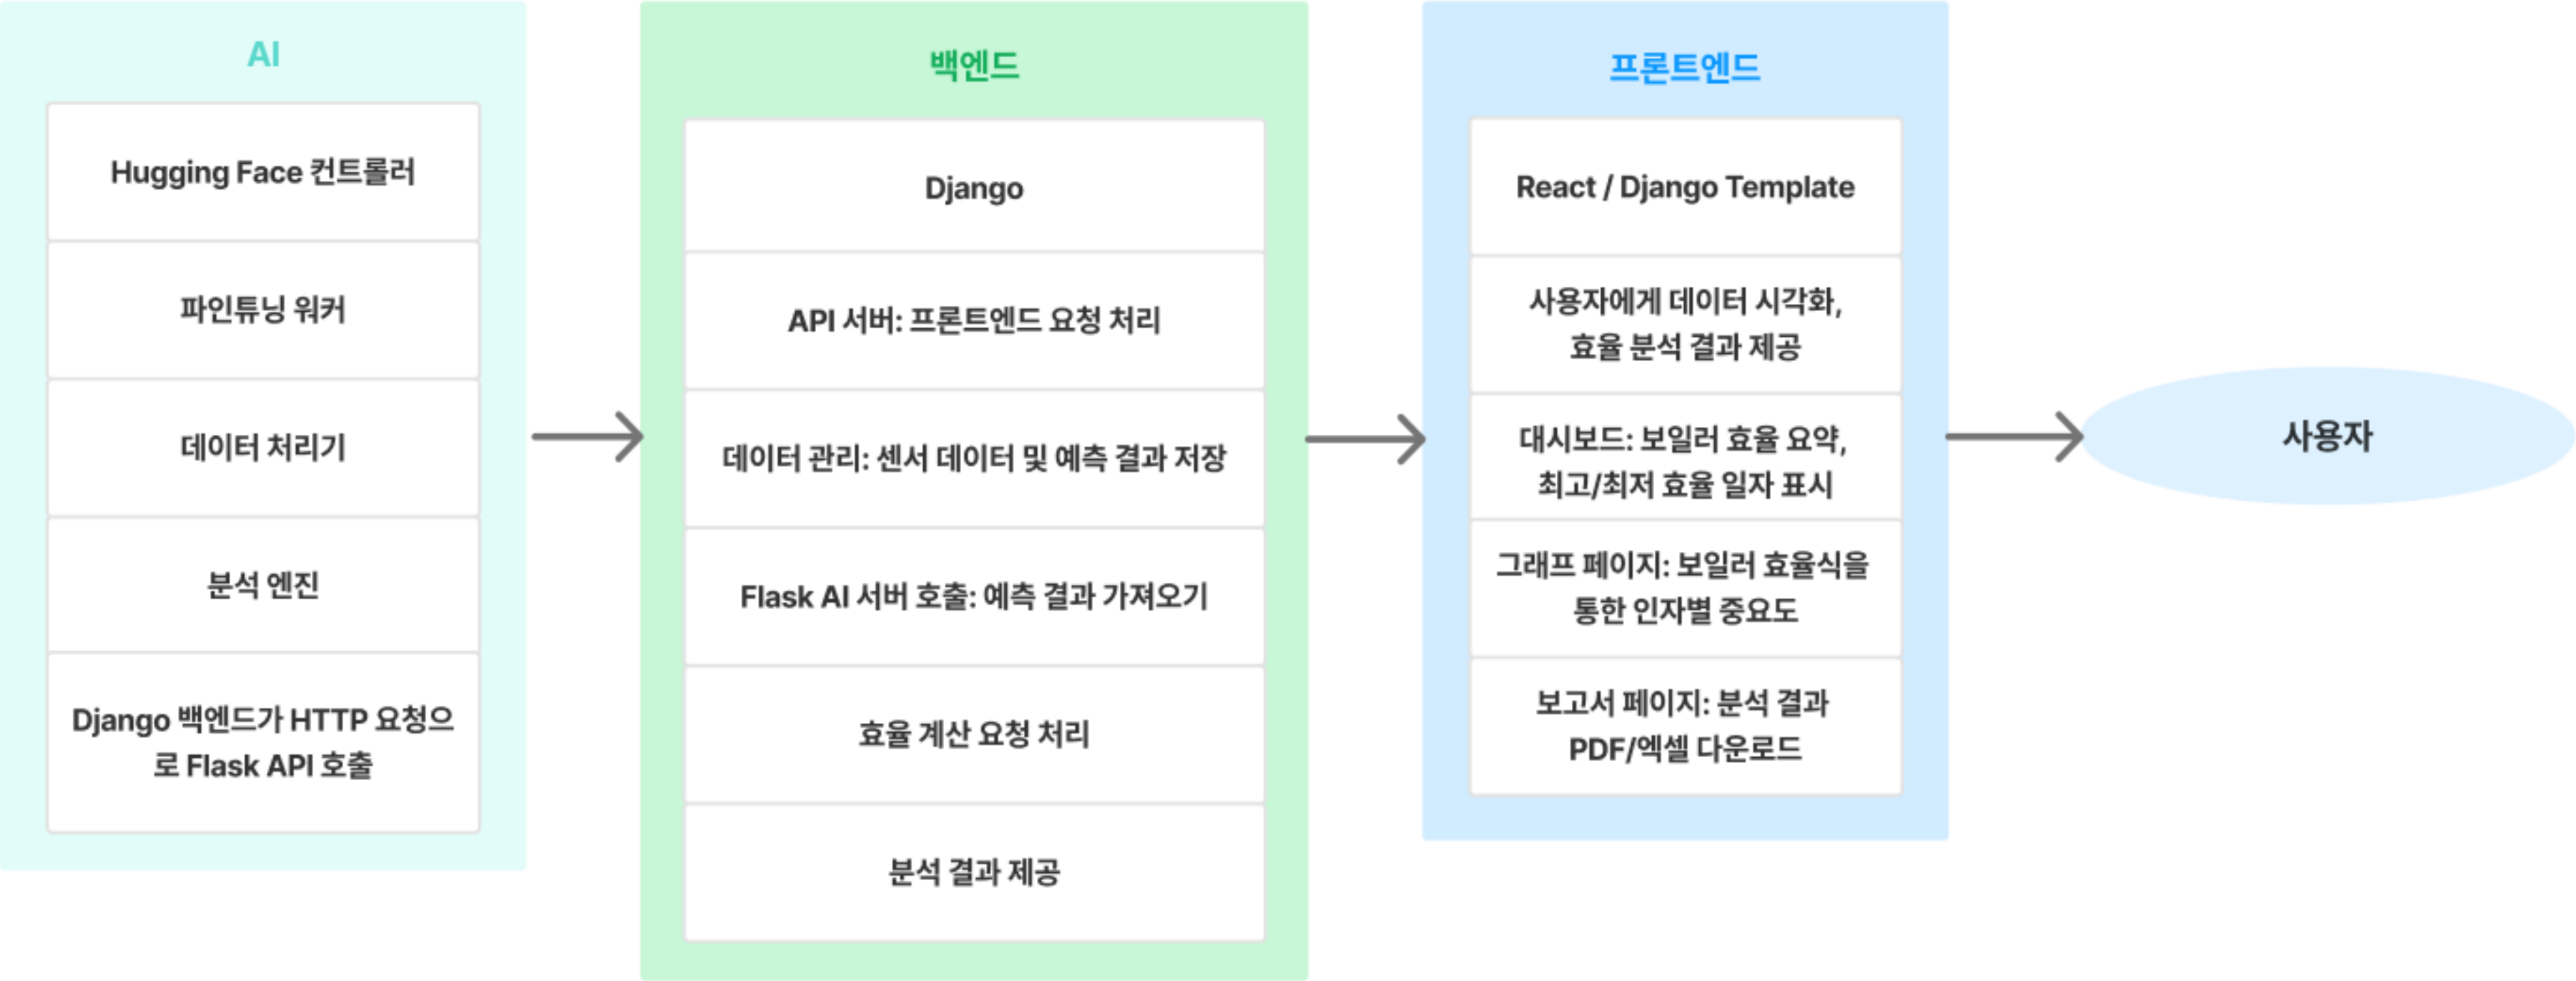 AI
Hugging Face 컨트롤러
파인튜닝 워커
데이터 처리기
분석 엔진
Django 백엔드가 HTTP 요청으
로 Flask API 호출
백엔드
Django
API 서버: 프론트엔드 요청 처리
데이터 관리: 센서 데이터 및 예측 결과 저장
Flask AI 서버 호출: 예측 결과 가져오기
효율 계산 요청 처리
분석 결과 제공
프론트엔드
React / Django Template
사용자에게 데이터 시각화,
효율 분석 결과 제공
대시보드: 보일러 효율 요약,
최고/최저 효율 일자 표시
그래프 페이지: 보일러 효율식을
통한 인자별 중요도
보고서 페이지: 분석 결과
PDF/엑셀 다운로드
사용자